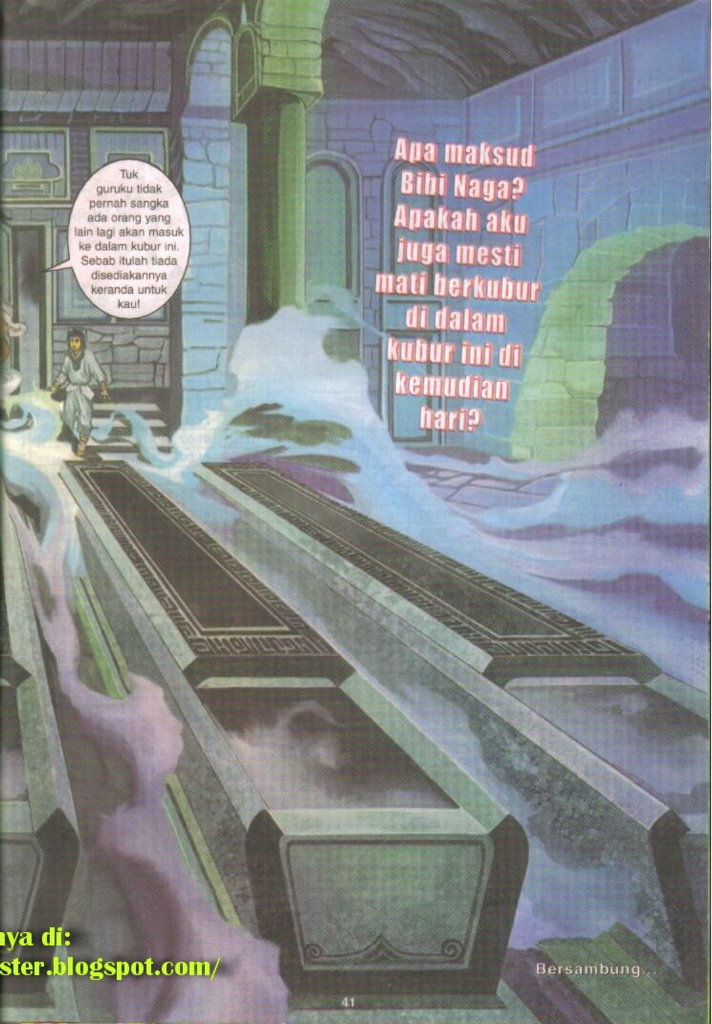 Tuk
guruku tidak
pernah sangka
ada orang yang
lain lagi akan masuk
ke dalam kubur ini.
Sebab itulah tiada
disediakannya
keranda untuk
kau!
Apa maksud
Bibi Naga?
Apakah aku
juga mesti
mati berkubur
di dalam
kubur ini di
kemudian
hari?
nya di:
ster.blogspot.com/
Bersambung...
41